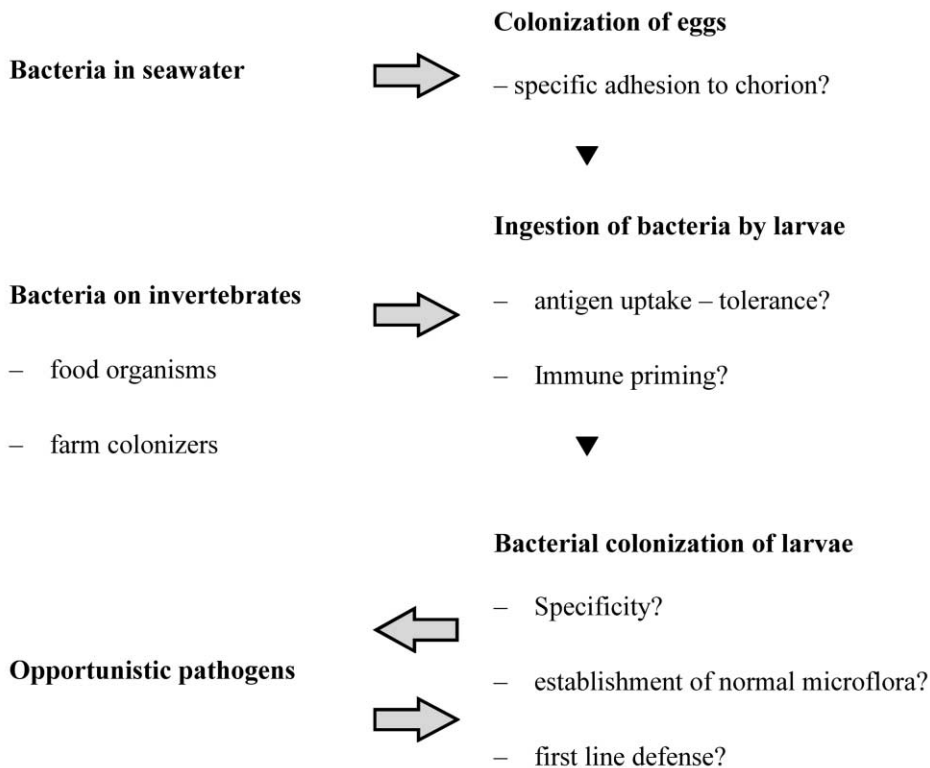 Colonization of eggs
Bacteria in seawater
– specific adhesion to chorion?
Ingestion of bacteria by larvae
Bacteria on invertebrates
– antigen uptake – tolerance?
– food organisms
– Immune priming?
– farm colonizers
Bacterial colonization of larvae
– Specificity?
Opportunistic pathogens
– establishment of normal microflora?
– first line defense?